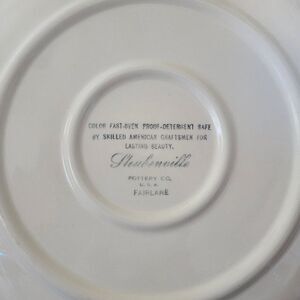 COLOR FAST-OVEN PROOF-DETERGENT SAFE
BY SKILLED AMERICAN CRAFTSMEN FOR
LASTING BEAUTY.
Steubenville
POTTERY CO.
U.S.A.
FAIRLANE